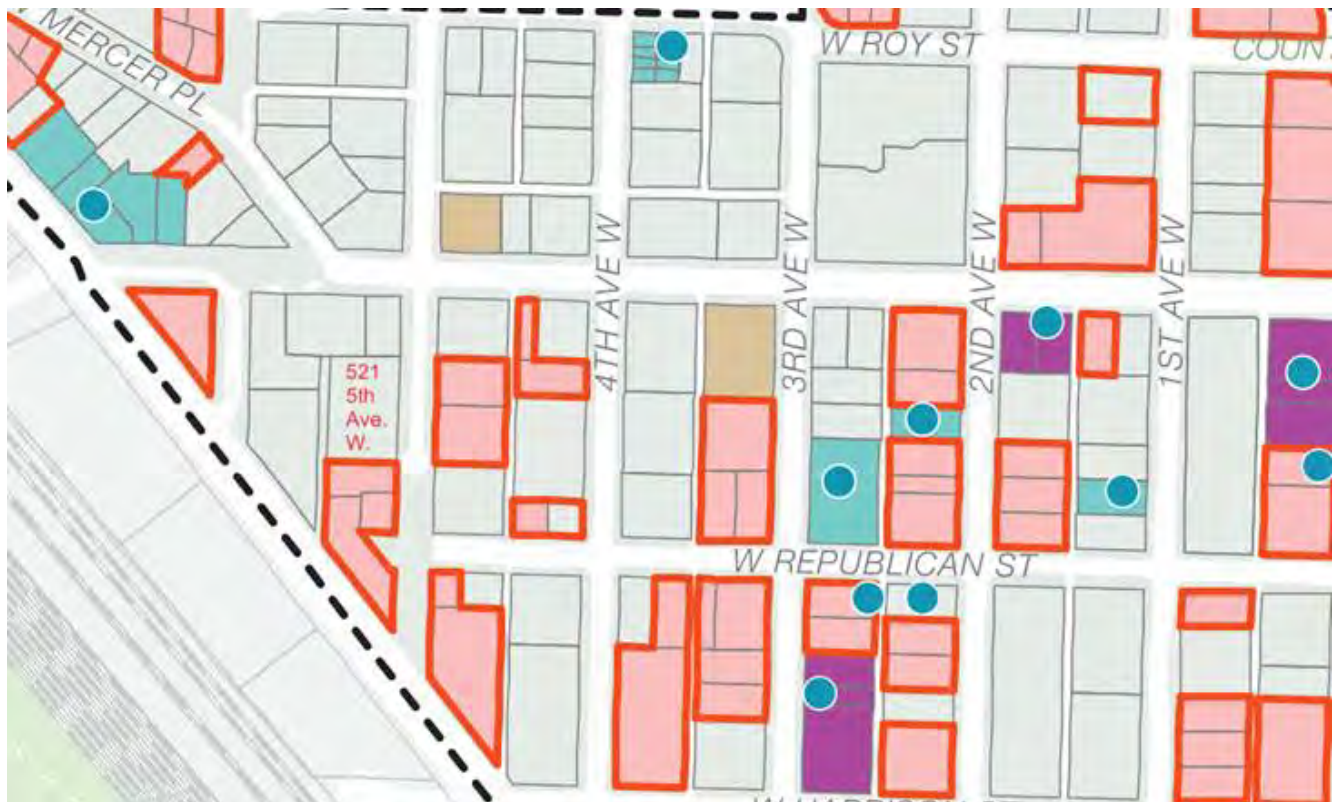 W ROY ST
MERCER PL
4TH AVE W
3RD AVE W
2ND AVE W
1ST AVE W
521
5th
Ave.
W.
W REPUBLICAN ST